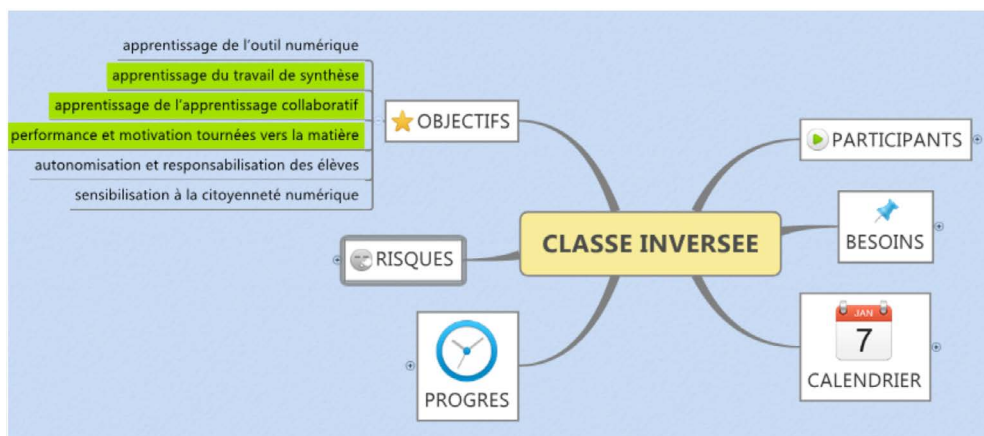 apprentissage de l'outil numérique
apprentissage du travail de synthèse
apprentissage de l'apprentissage collaboratif
performance et motivation tournées vers la matière
autonomisation et responsabilisation des élèves
sensibilisation à la citoyenneté numérique
OBJECTIFS
RISQUES
PROGRES
CLASSE INVERSEE
PARTICIPANTS
BESOINS
JAN
7
CALENDRIER